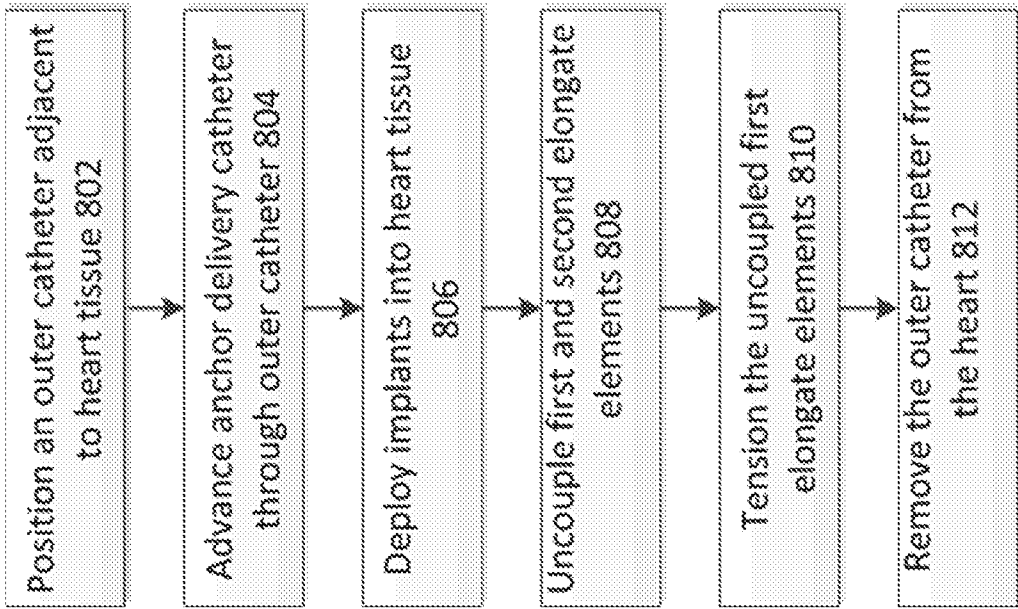 Position an outer catheter adjacent
to heart tissue 802
Advance anchor delivery catheter
through outer catheter 804
Deploy implants into heart tissue
806
Uncouple first and second elongate
elements 808
Tension the uncoupled first
elongate elements 810
Remove the outer catheter from
the heart 812